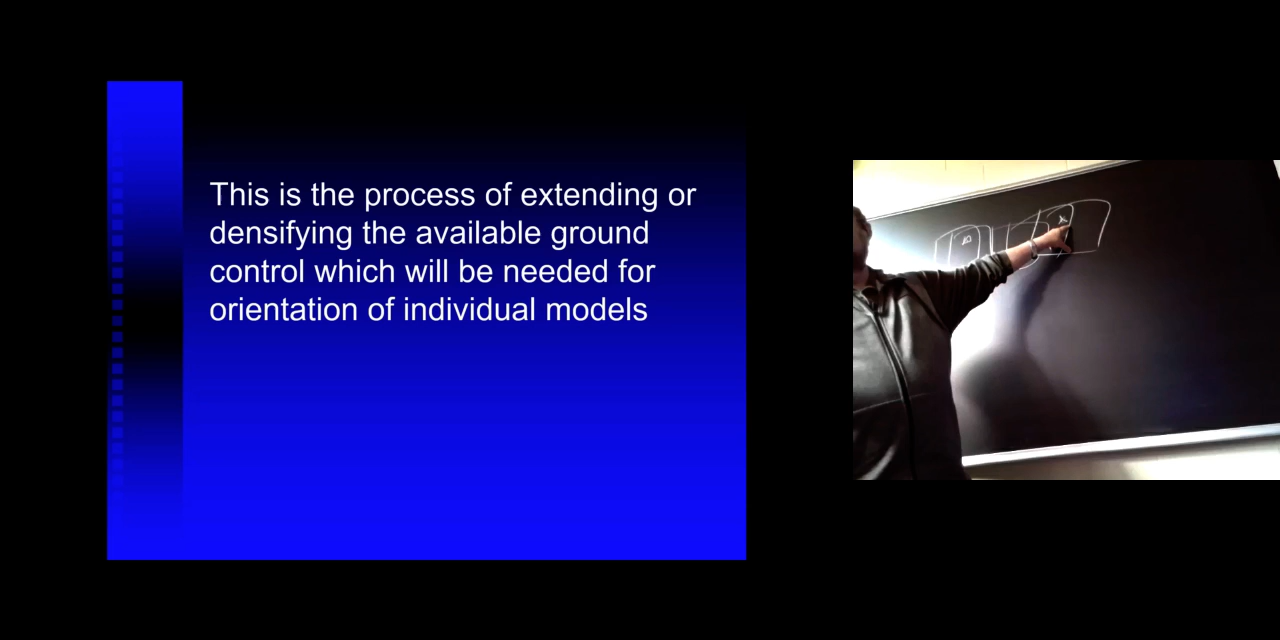 This is the process of extending or
densifying the available ground
control which will be needed for
orientation of individual models